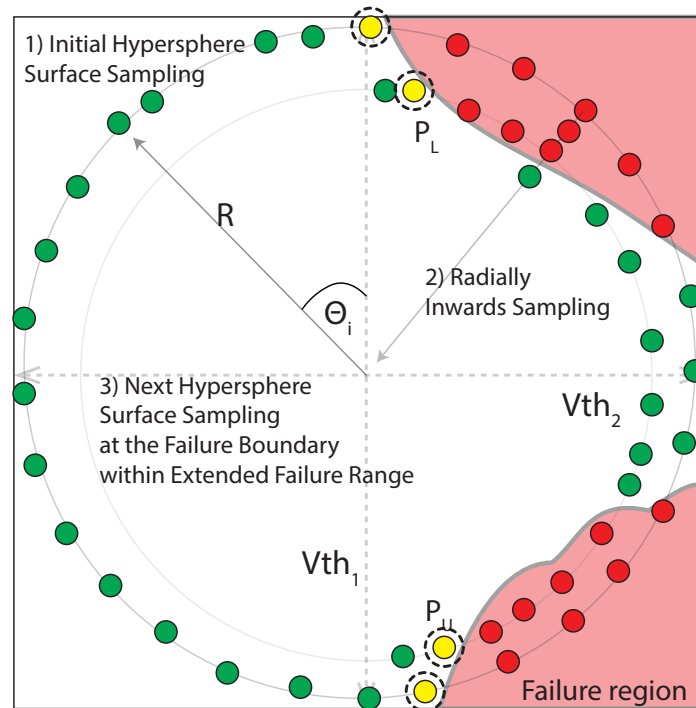 1) Initial Hypersphere
Surface Sampling
P_L
R
Θ_i
2) Radially
Inwards Sampling
3) Next Hypersphere
Surface Sampling
at the Failure Boundary
within Extended Failure Range
Vth_2
Vth_1
P_U
Failure region